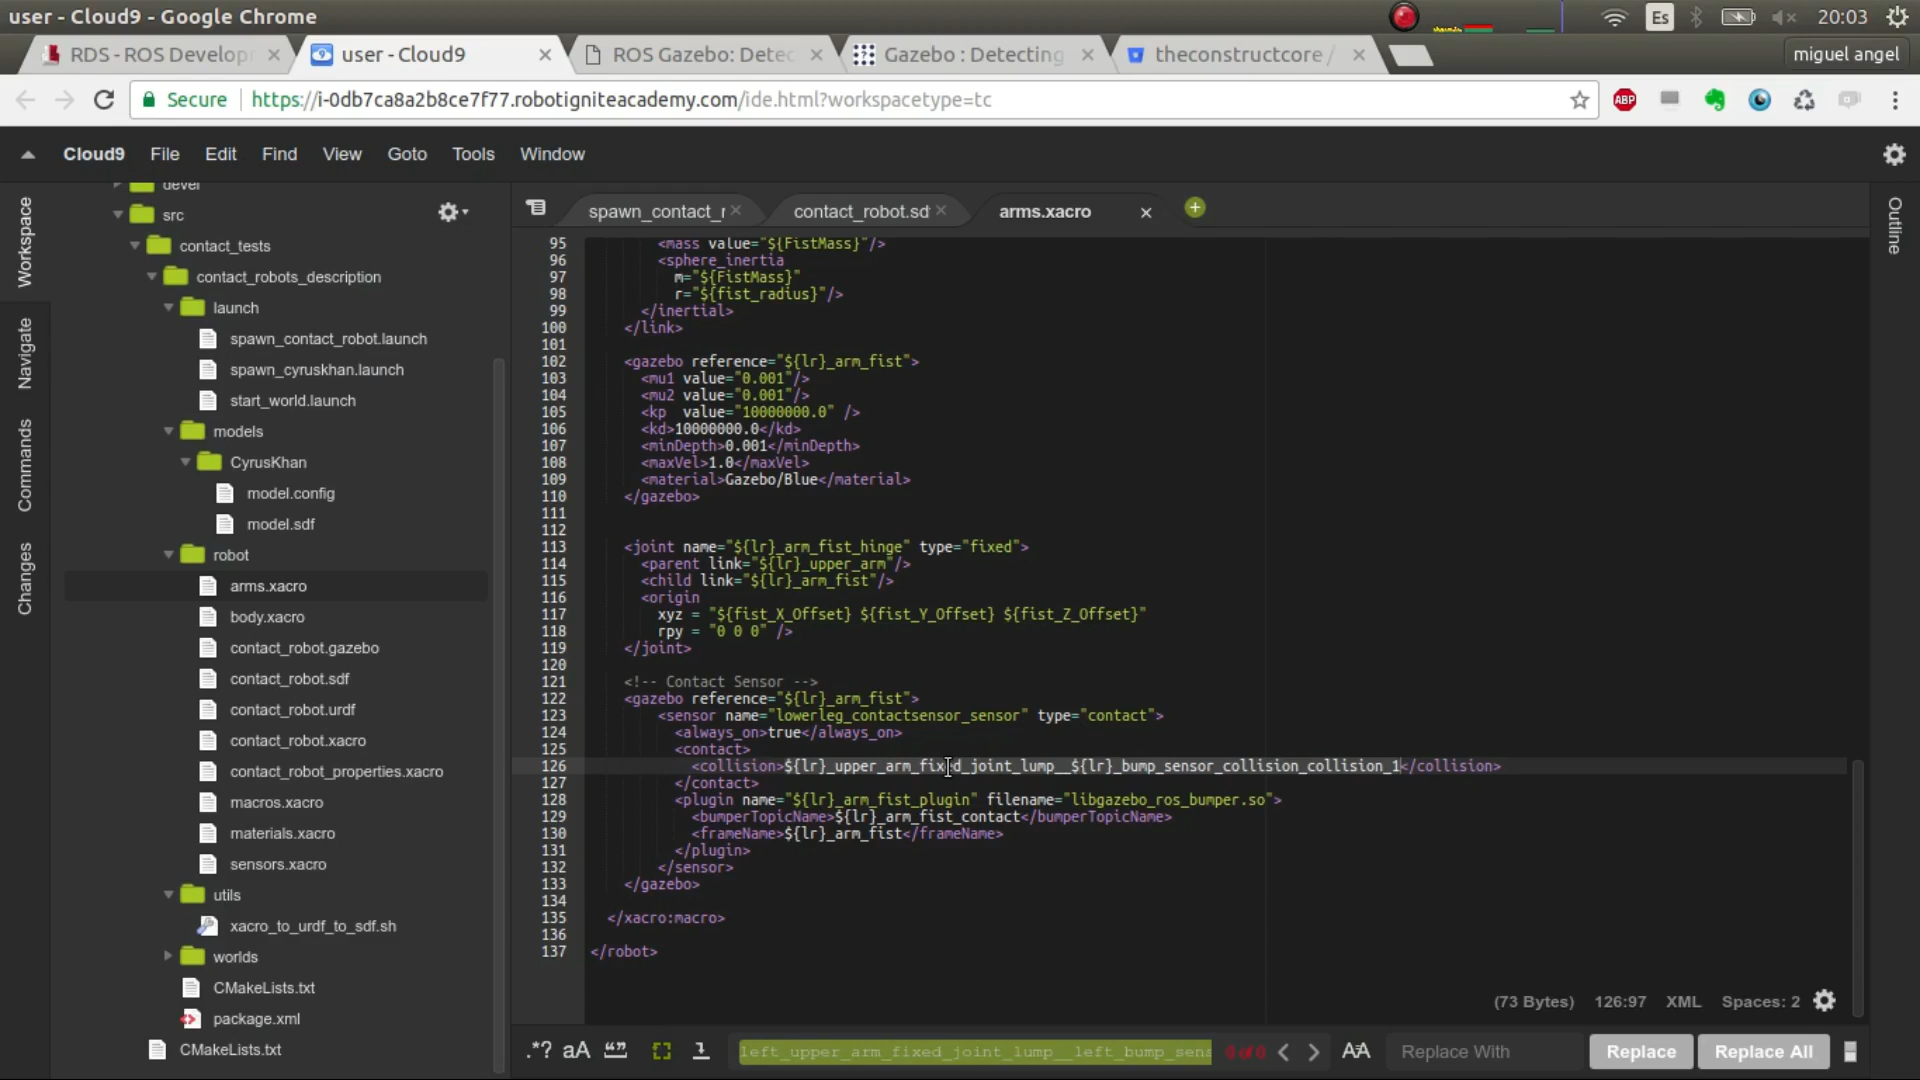 user - Cloud9 - Google Chrome
Es
20:03
RDS - ROS Develop
user - Cloud9
ROS Gazebo: Detec
Gazebo : Detecting
theconstructcore /
miguel angel
Secure
https://i-0db7ca8a2b8ce7f77.robotigniteacademy.com/ide.html?workspacetype=tc
ABP
Cloud9 File Edit Find View Goto Tools Window
Workspace
Navigate
Commands
Changes
Outline
devel
src
contact_tests
contact_robots_description
launch
spawn_contact_robot.launch
spawn_cyruskhan.launch
start_world.launch
models
CyrusKhan
model.config
model.sdf
robot
arms.xacro
body.xacro
contact_robot.gazebo
contact_robot.sdf
contact_robot.urdf
contact_robot.xacro
contact_robot_properties.xacro
macros.xacro
materials.xacro
sensors.xacro
utils
xacro_to_urdf_to_sdf.sh
worlds
CMakeLists.txt
package.xml
CMakeLists.txt
spawn_contact_r
contact_robot.sd
arms.xacro
95 <mass value="${FistMass}"/>
96 <sphere_inertia
97 m="${FistMass}"
98 r="${fist_radius}"/>
99 </inertial>
100 </link>
101
102 <gazebo reference="${lr}_arm_fist">
103 <mu1 value="0.001"/>
104 <mu2 value="0.001"/>
105 <kp  value="10000000.0" />
106 <kd>10000000.0</kd>
107 <minDepth>0.001</minDepth>
108 <maxVel>1.0</maxVel>
109 <material>Gazebo/Blue</material>
110 </gazebo>
111
112
113 <joint name="${lr}_arm_fist_hinge" type="fixed">
114 <parent link="${lr}_upper_arm"/>
115 <child link="${lr}_arm_fist"/>
116 <origin
117 xyz = "${fist_X_Offset} ${fist_Y_Offset} ${fist_Z_Offset}"
118 rpy = "0 0 0" />
119 </joint>
120
121 <!-- Contact Sensor -->
122 <gazebo reference="${lr}_arm_fist">
123 <sensor name="lowerleg_contactsensor_sensor" type="contact">
124 <always_on>true</always_on>
125 <contact>
126 <collision>${lr}_upper_arm_fixed_joint_lump__${lr}_bump_sensor_collision_collision_1</collision>
127 </contact>
128 <plugin name="${lr}_arm_fist_plugin" filename="libgazebo_ros_bumper.so">
129 <bumperTopicName>${lr}_arm_fist_contact</bumperTopicName>
130 <frameName>${lr}_arm_fist</frameName>
131 </plugin>
132 </sensor>
133 </gazebo>
134
135 </xacro:macro>
136
137 </robot>
(73 Bytes) 126:97 XML Spaces: 2
.*? aA “” left_upper_arm_fixed_joint_lump__left_bump_sens 0 of 0 AA Replace With Replace Replace All